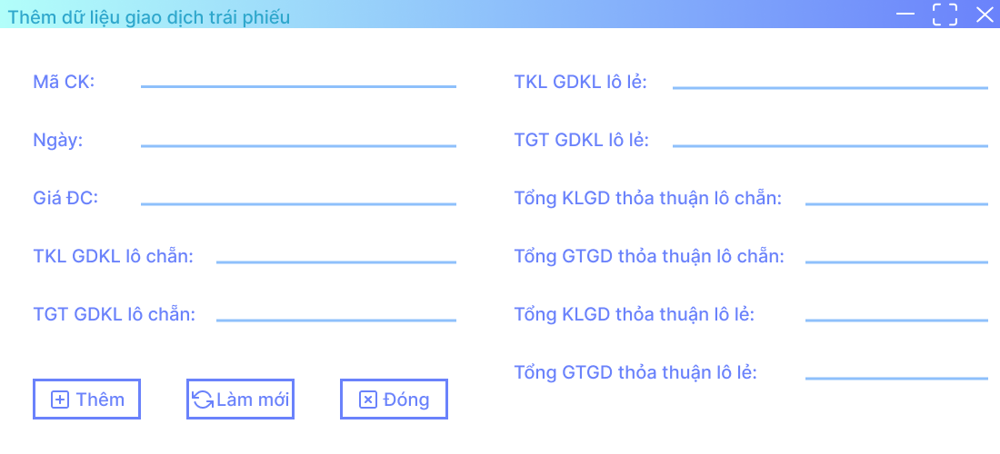 Thêm dữ liệu giao dịch trái phiếu
Mã CK:
Ngày:
Giá ĐC:
TKL GDKL lô chẵn:
TGT GDKL lô chẵn:
TKL GDKL lô lẻ:
TGT GDKL lô lẻ:
Tổng KLGD thỏa thuận lô chẵn:
Tổng GTGD thỏa thuận lô chẵn:
Tổng KLGD thỏa thuận lô lẻ:
Tổng GTGD thỏa thuận lô lẻ:
Thêm
Làm mới
Đóng